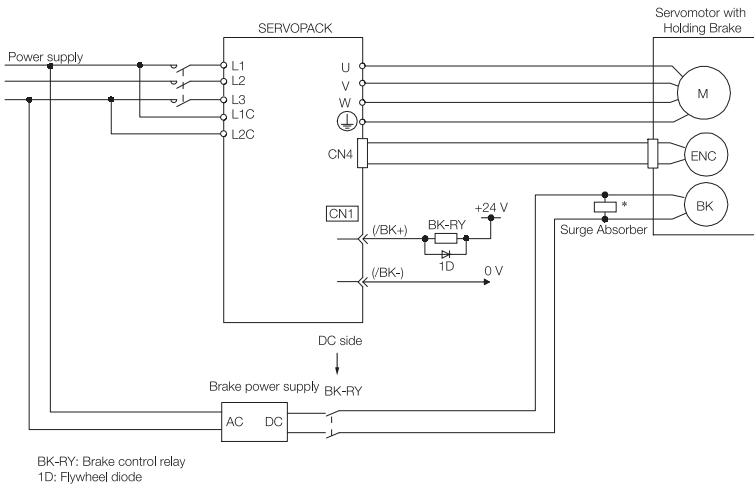 Servomotor with
Holding Brake
SERVOPACK
Power supply
L1
L2
L3
L1C
L2C
U
V
W
M
CN4
ENC
CN1
(/BK+)
BK-RY
+24 V
1D
(/BK-)
0 V
*
Surge Absorber
BK
DC side
Brake power supply
BK-RY
AC
DC
BK-RY: Brake control relay
1D: Flywheel diode